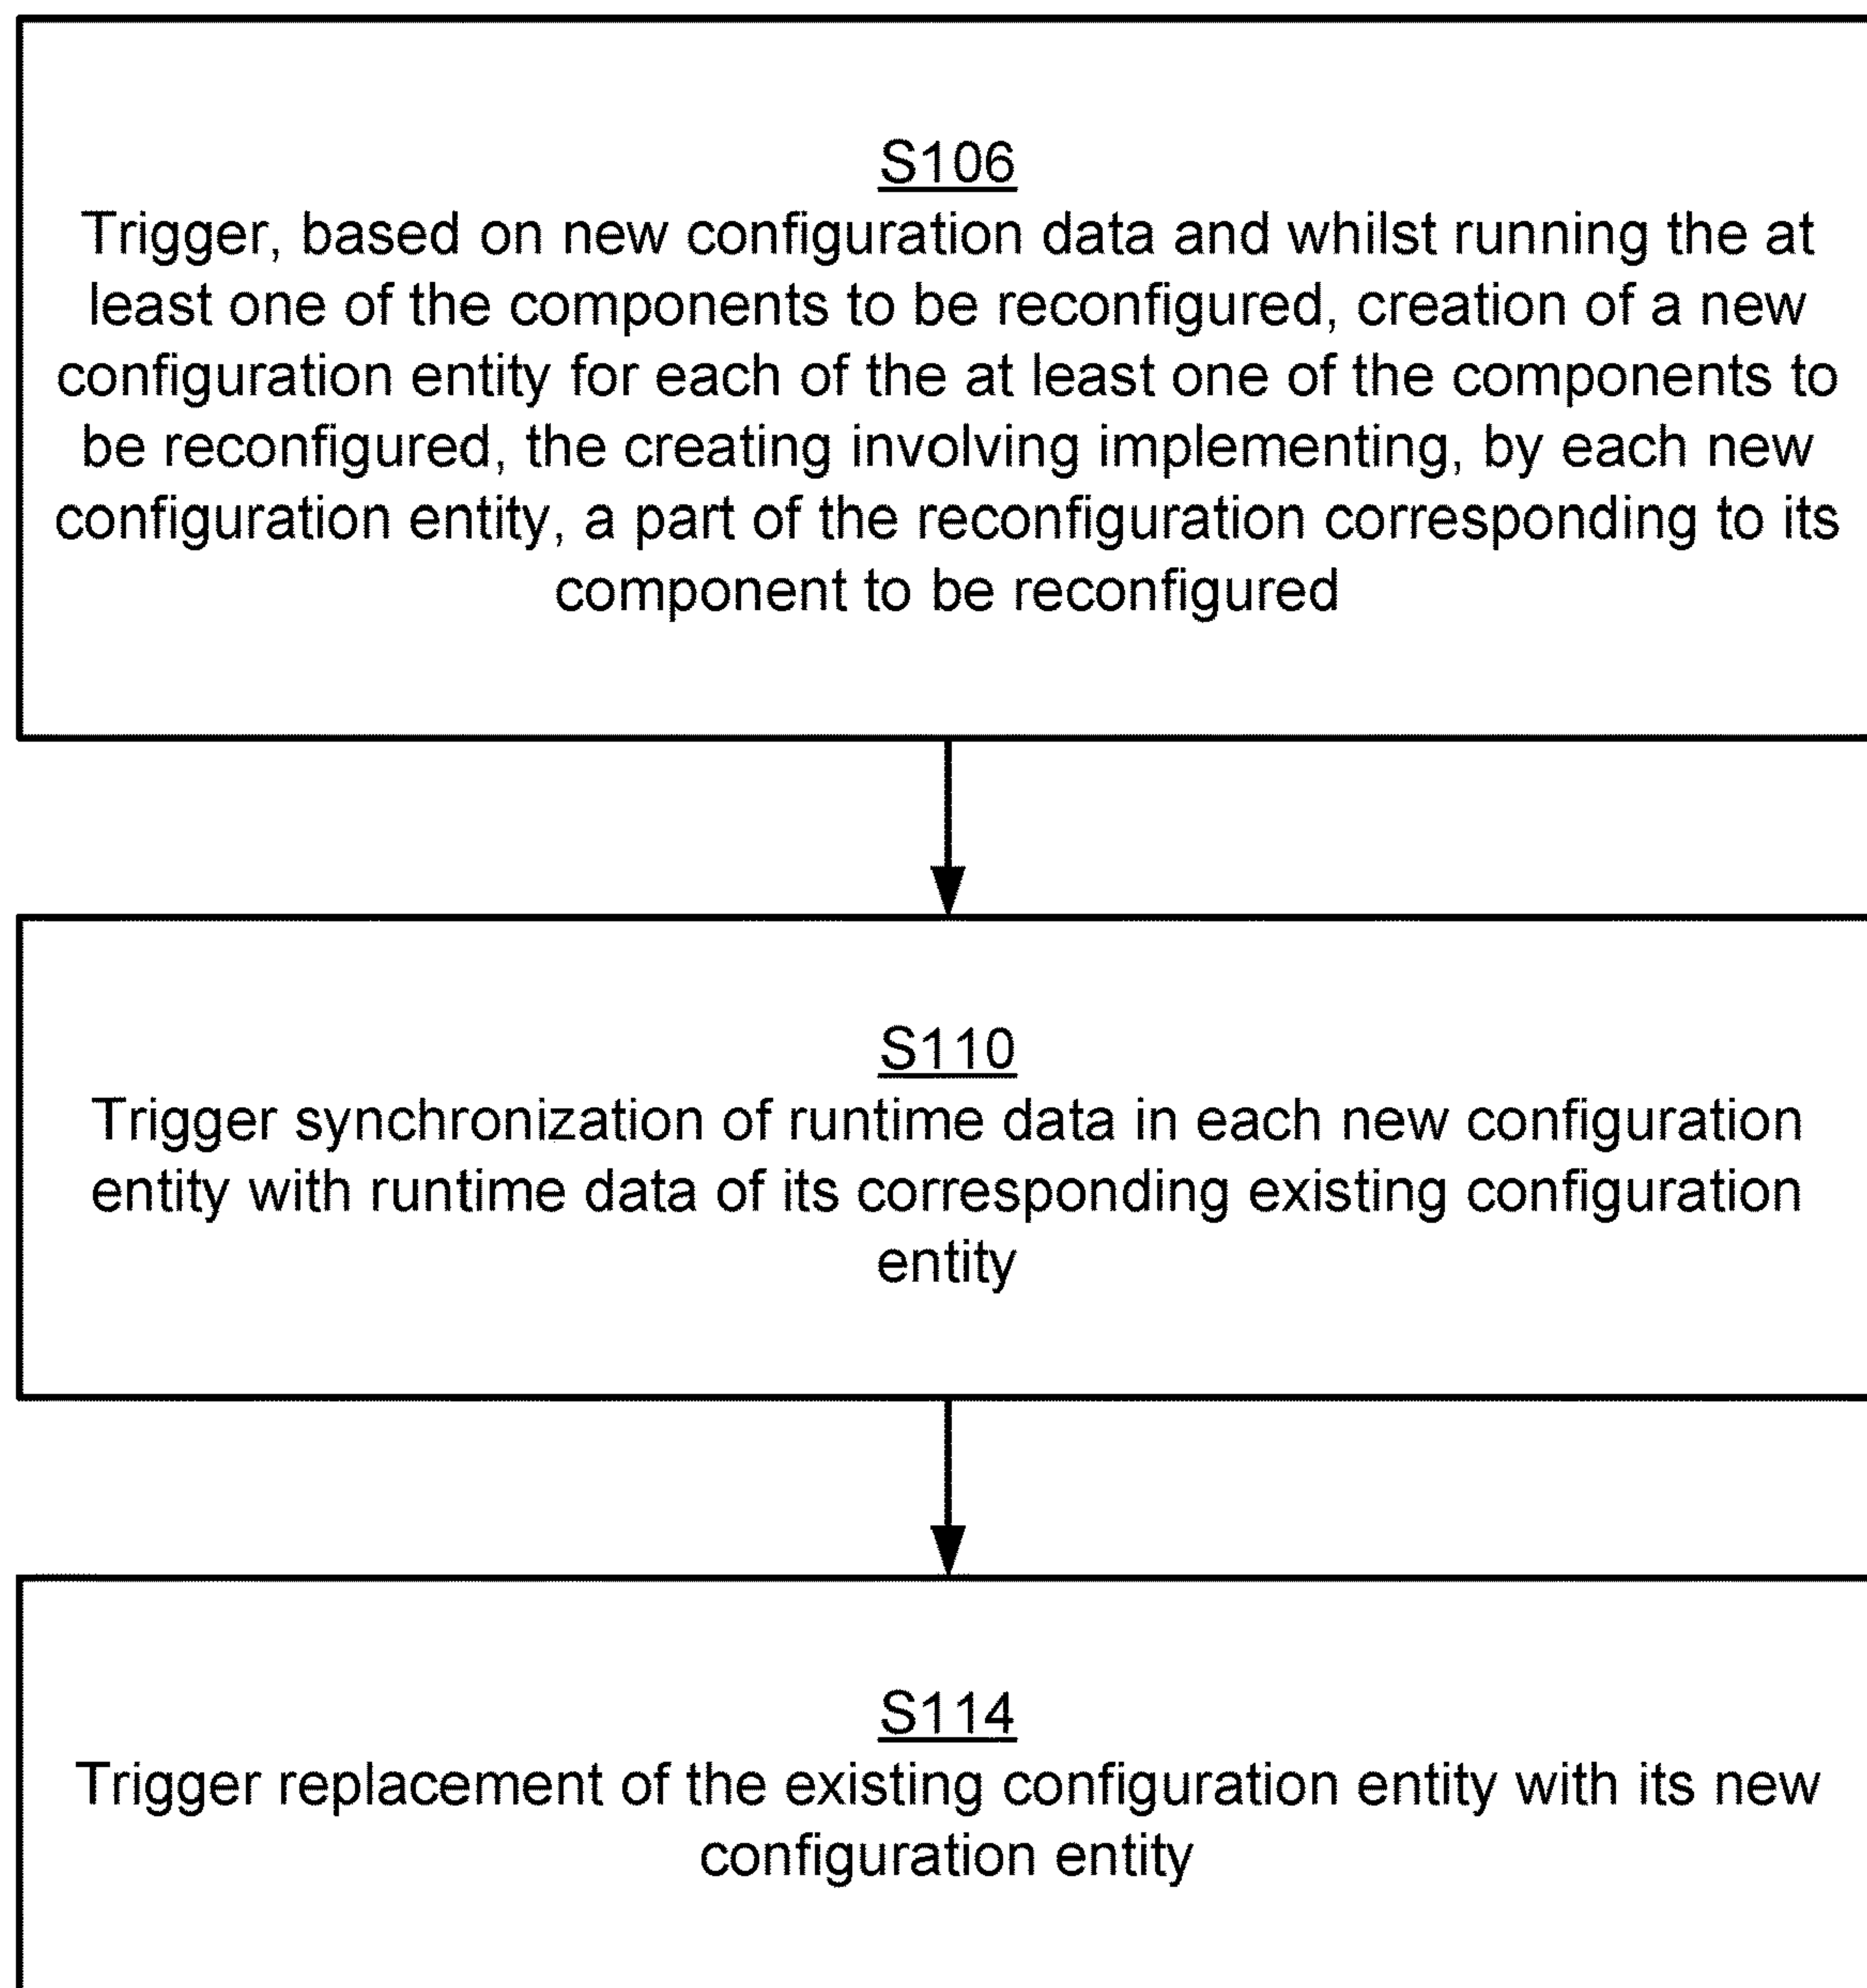 S106
Trigger, based on new configuration data and whilst running the at
least one of the components to be reconfigured, creation of a new
configuration entity for each of the at least one of the components to
be reconfigured, the creating involving implementing, by each new
configuration entity, a part of the reconfiguration corresponding to its
component to be reconfigured
S110
Trigger synchronization of runtime data in each new configuration
entity with runtime data of its corresponding existing configuration
entity
S114
Trigger replacement of the existing configuration entity with its new
configuration entity